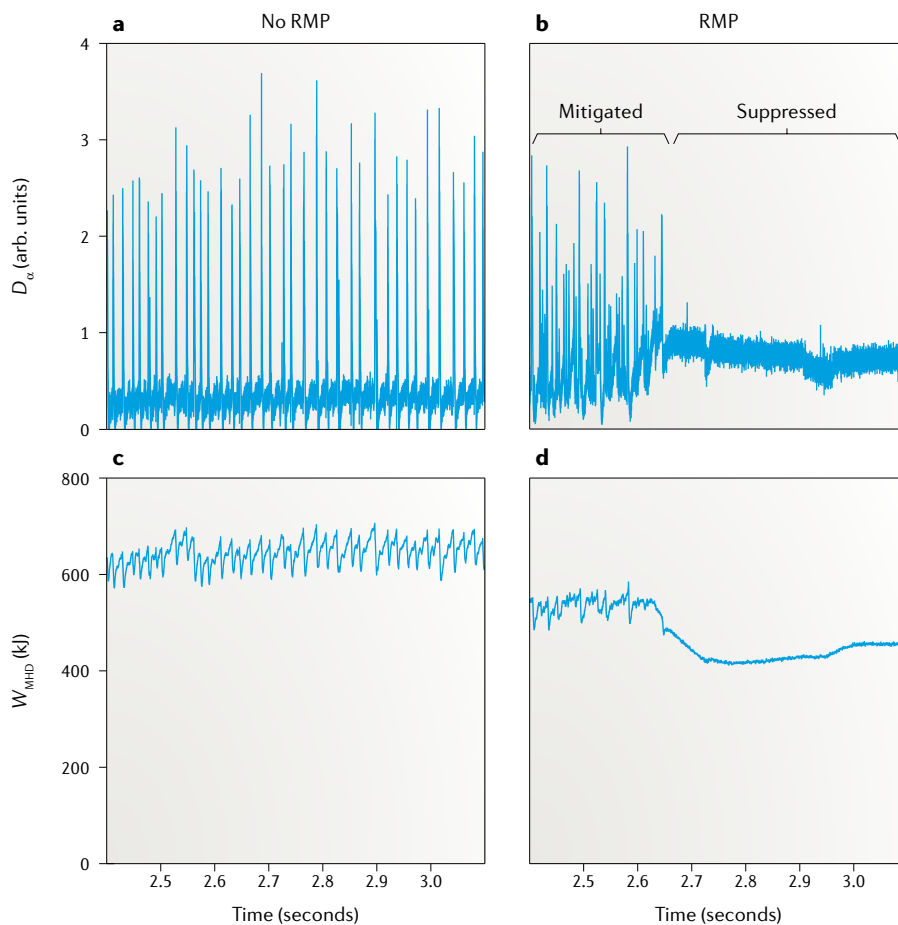 a No RMP
b RMP
4
3
2
1
0
Dα (arb. units)
Mitigated Suppressed
c
d
800
600
400
200
0
WMHD (kJ)
2.5 2.6 2.7 2.8 2.9 3.0
2.5 2.6 2.7 2.8 2.9 3.0
Time (seconds)
Time (seconds)